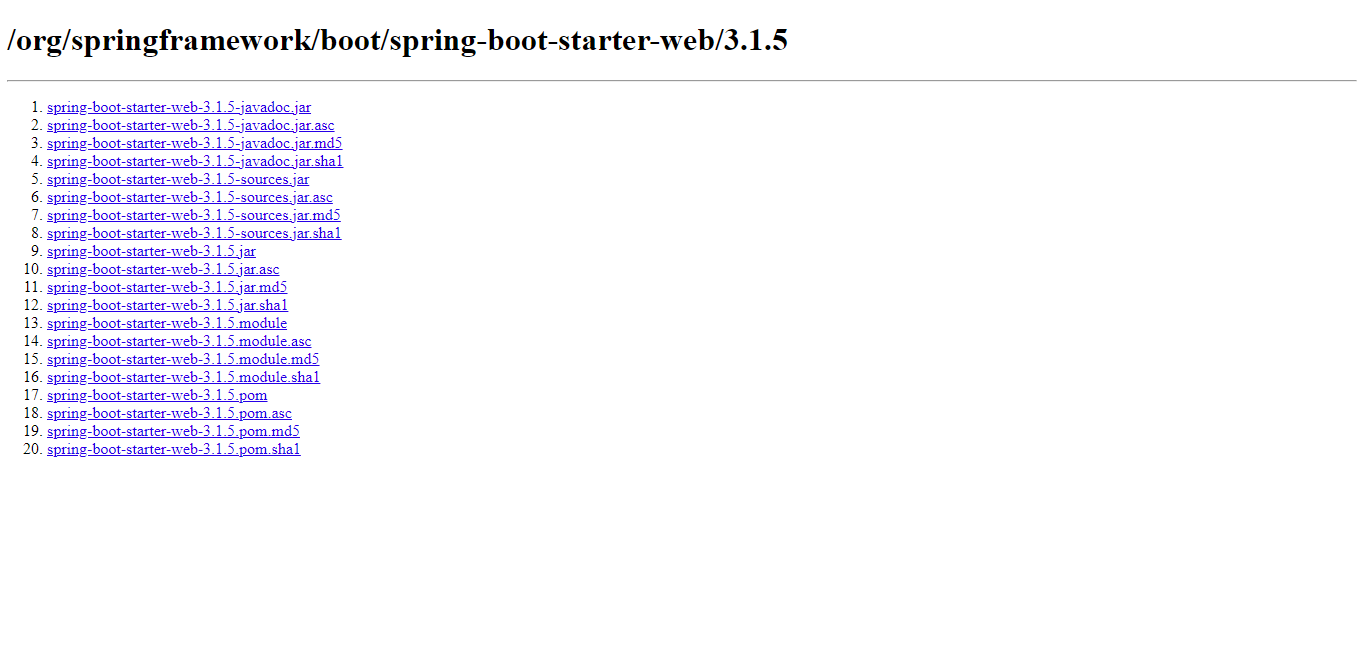 /org/springframework/boot/spring-boot-starter-web/3.1.5
1. spring-boot-starter-web-3.1.5-javadoc.jar
2. spring-boot-starter-web-3.1.5-javadoc.jar.asc
3. spring-boot-starter-web-3.1.5-javadoc.jar.md5
4. spring-boot-starter-web-3.1.5-javadoc.jar.sha1
5. spring-boot-starter-web-3.1.5-sources.jar
6. spring-boot-starter-web-3.1.5-sources.jar.asc
7. spring-boot-starter-web-3.1.5-sources.jar.md5
8. spring-boot-starter-web-3.1.5-sources.jar.sha1
9. spring-boot-starter-web-3.1.5.jar
10. spring-boot-starter-web-3.1.5.jar.asc
11. spring-boot-starter-web-3.1.5.jar.md5
12. spring-boot-starter-web-3.1.5.jar.sha1
13. spring-boot-starter-web-3.1.5.module
14. spring-boot-starter-web-3.1.5.module.asc
15. spring-boot-starter-web-3.1.5.module.md5
16. spring-boot-starter-web-3.1.5.module.sha1
17. spring-boot-starter-web-3.1.5.pom
18. spring-boot-starter-web-3.1.5.pom.asc
19. spring-boot-starter-web-3.1.5.pom.md5
20. spring-boot-starter-web-3.1.5.pom.sha1